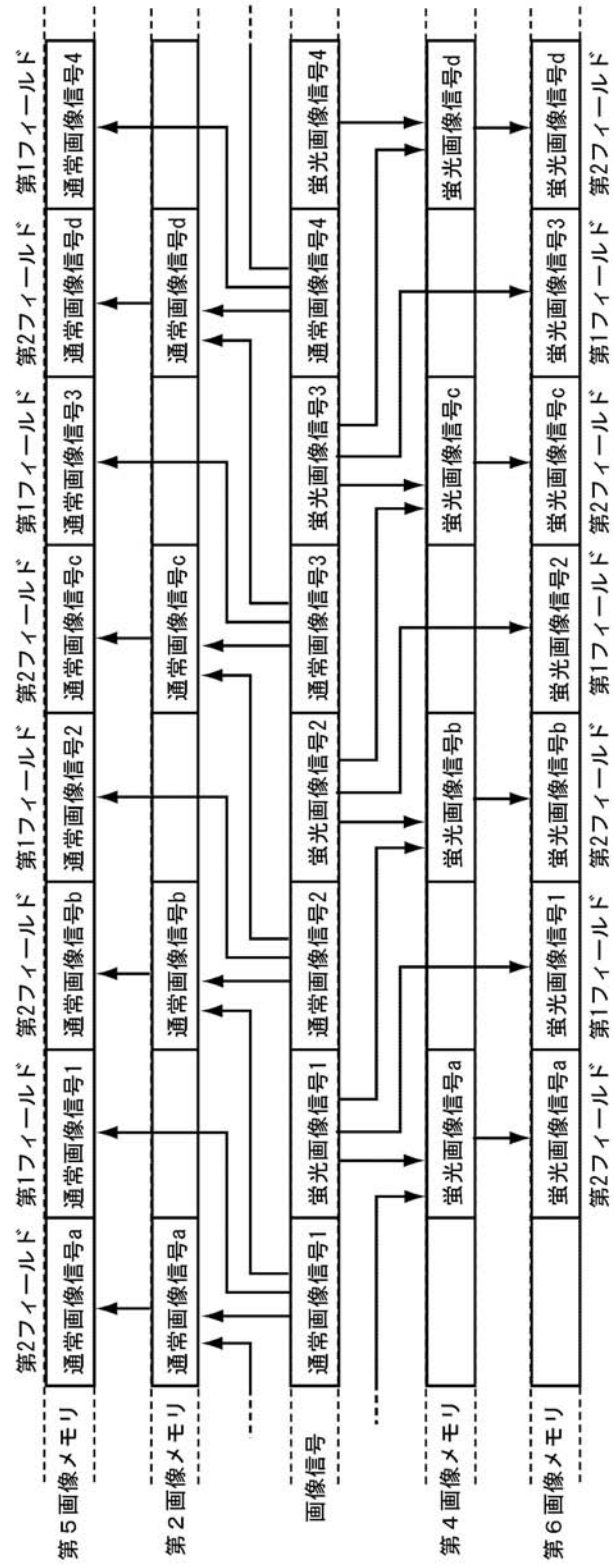 第2フィールド
第1フィールド
第2フィールド
第1フィールド
第2フィールド
第1フィールド
第2フィールド
第1フィールド
第5画像メモリ
通常画像信号a
通常画像信号1
通常画像信号b
通常画像信号2
通常画像信号c
通常画像信号3
通常画像信号d
通常画像信号4
第2画像メモリ
通常画像信号a
通常画像信号b
通常画像信号c
通常画像信号d
画像信号
通常画像信号1
蛍光画像信号1
通常画像信号2
蛍光画像信号2
通常画像信号3
蛍光画像信号3
通常画像信号4
蛍光画像信号4
第4画像メモリ
蛍光画像信号a
蛍光画像信号b
蛍光画像信号c
蛍光画像信号d
第6画像メモリ
蛍光画像信号a
蛍光画像信号1
蛍光画像信号b
蛍光画像信号2
蛍光画像信号c
蛍光画像信号3
蛍光画像信号d
第2フィールド
第1フィールド
第2フィールド
第1フィールド
第2フィールド
第1フィールド
第2フィールド